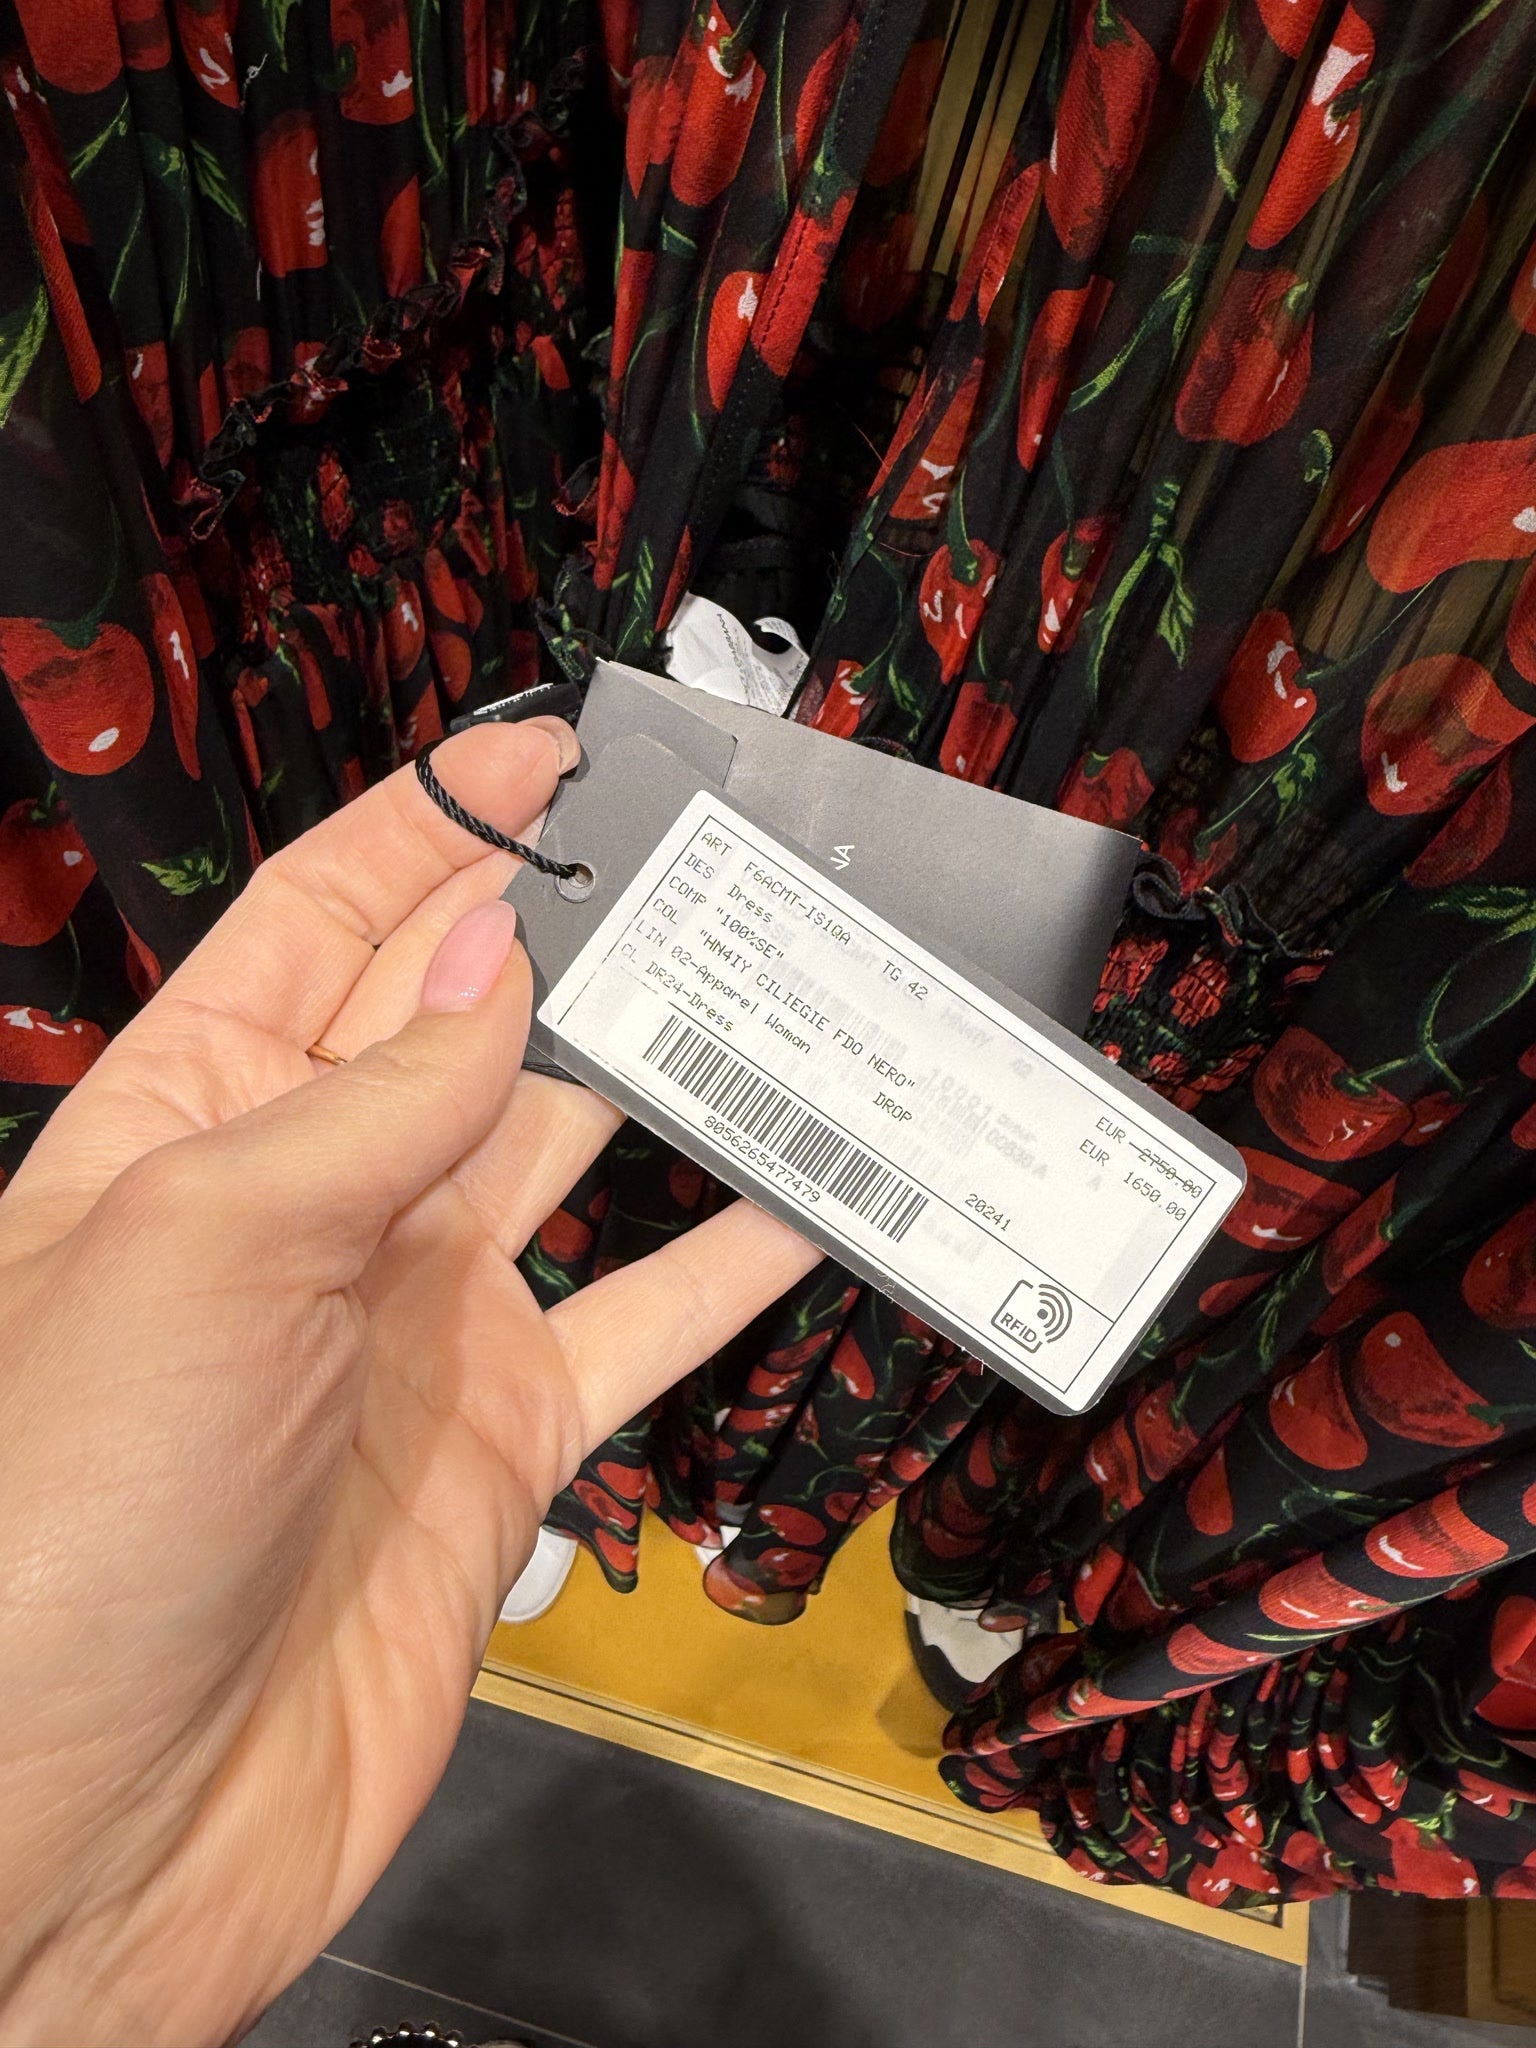 ART F6ACMT-IS1QA TG 42
DES Dress
COMP "100%SE"
COL "HN4IY CILIEGIE FDO NERO"
LIN 02-Apparel Woman DROP
CL DR24-Dress
EUR 2750.00
EUR 1650.00
20241
8056265477479
RFID